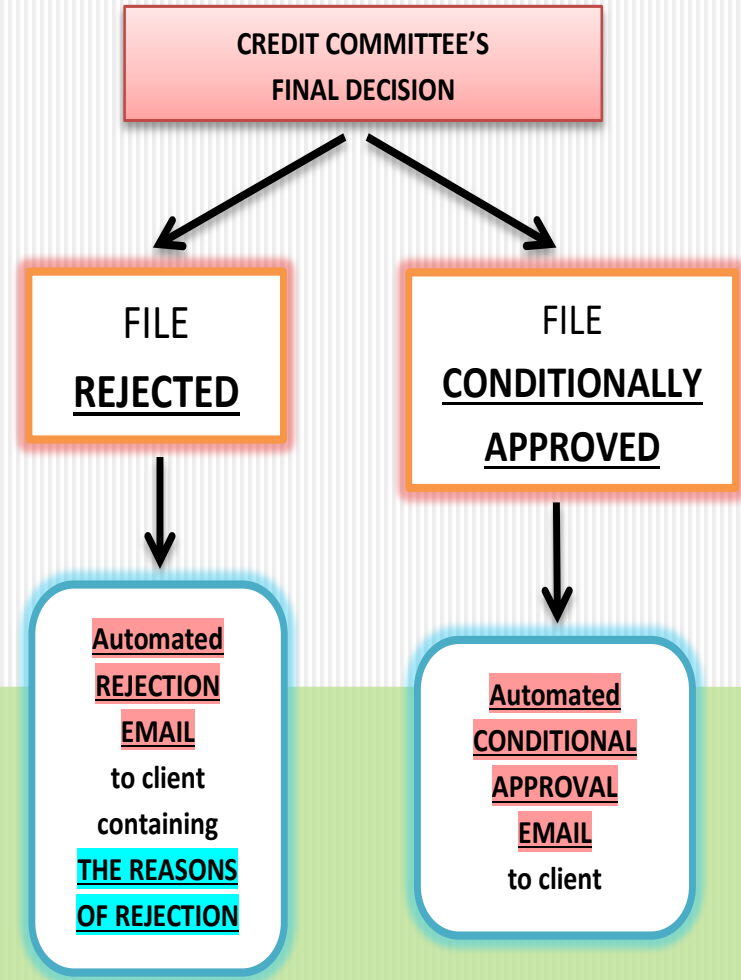 CREDIT COMMITTEE’S
FINAL DECISION
FILE
REJECTED
FILE
CONDITIONALLY
APPROVED
Automated
REJECTION
EMAIL
to client
containing
THE REASONS
OF REJECTION
Automated
CONDITIONAL
APPROVAL
EMAIL
to client